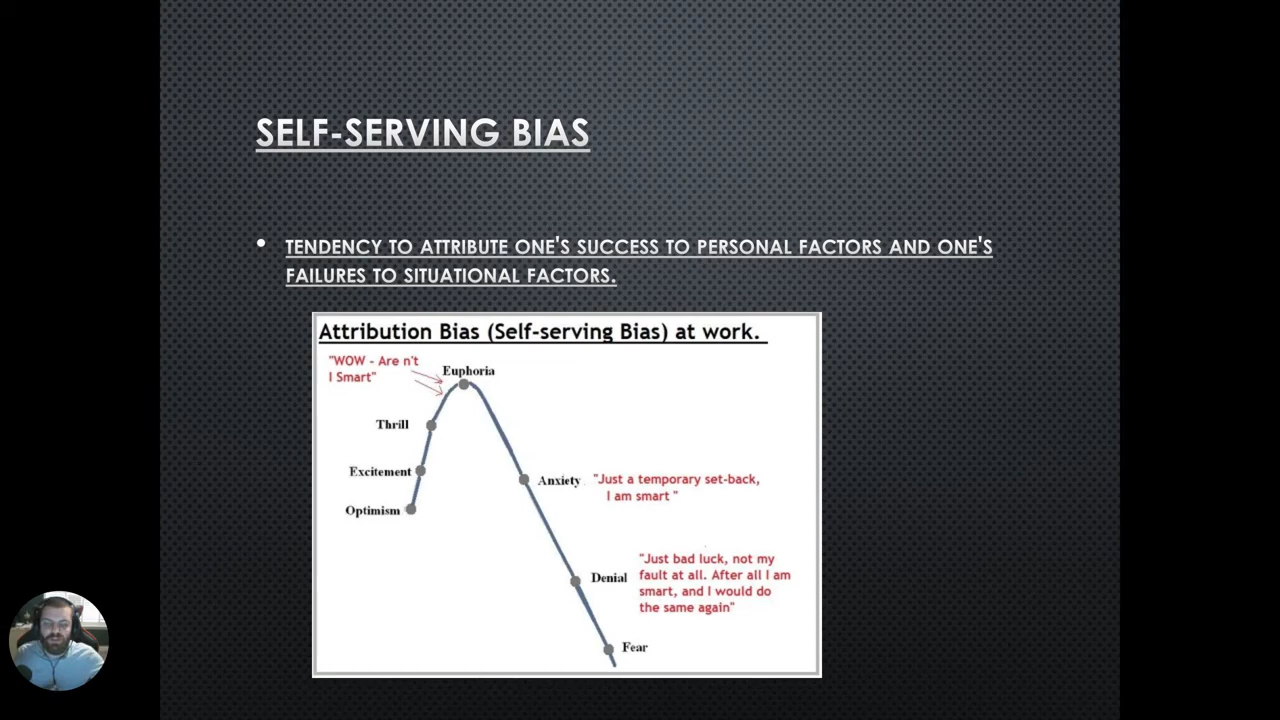 SELF-SERVING BIAS
• TENDENCY TO ATTRIBUTE ONE'S SUCCESS TO PERSONAL FACTORS AND ONE'S
FAILURES TO SITUATIONAL FACTORS.
Attribution Bias (Self-serving Bias) at work.
"WOW - Are n't
I Smart"
Euphoria
Thrill
Excitement
Optimism
Anxiety
"Just a temporary set-back,
I am smart "
Denial
"Just bad luck, not my
fault at all. After all I am
smart, and I would do
the same again"
Fear